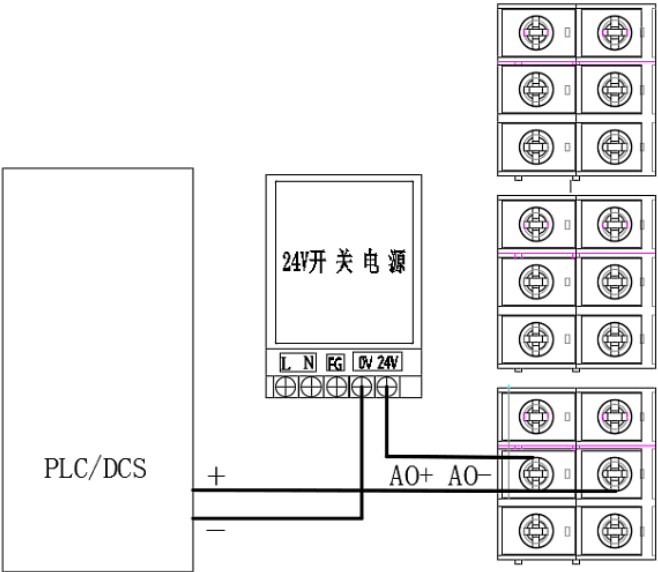 24V开关电源
L N FG 0V 24V
PLC/DCS
+
AO+ AO-
—